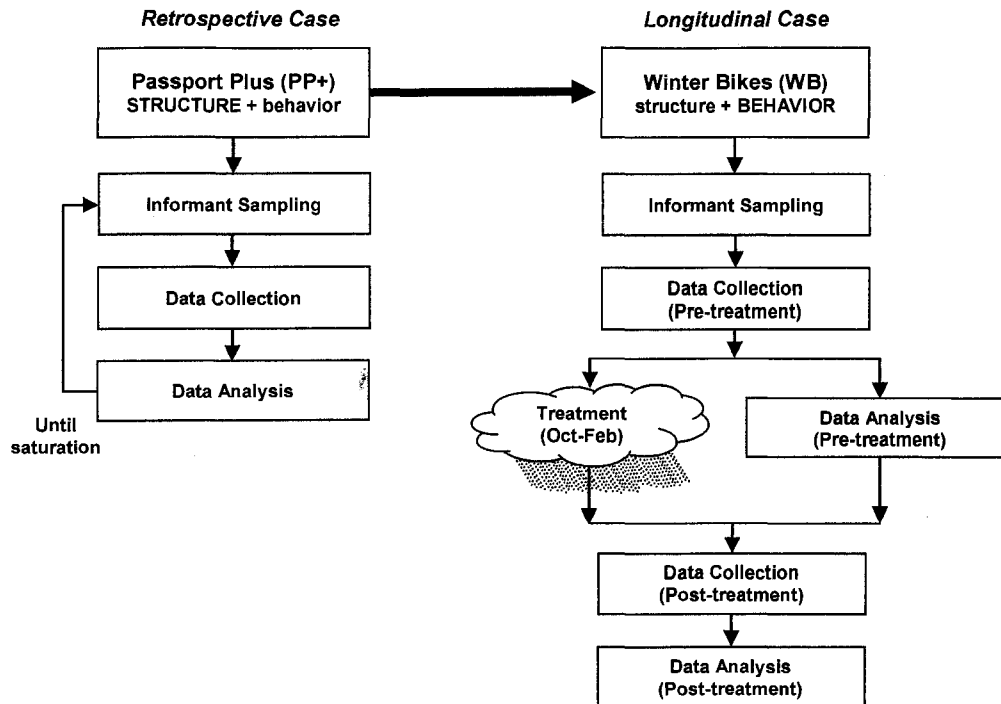 Retrospective Case
Passport Plus (PP+)
STRUCTURE + behavior
Informant Sampling
Data Collection
Data Analysis
Until
saturation
Longitudinal Case
Winter Bikes (WB)
structure + BEHAVIOR
Informant Sampling
Data Collection
(Pre-treatment)
Treatment
(Oct-Feb)
Data Analysis
(Pre-treatment)
Data Collection
(Post-treatment)
Data Analysis
(Post-treatment)